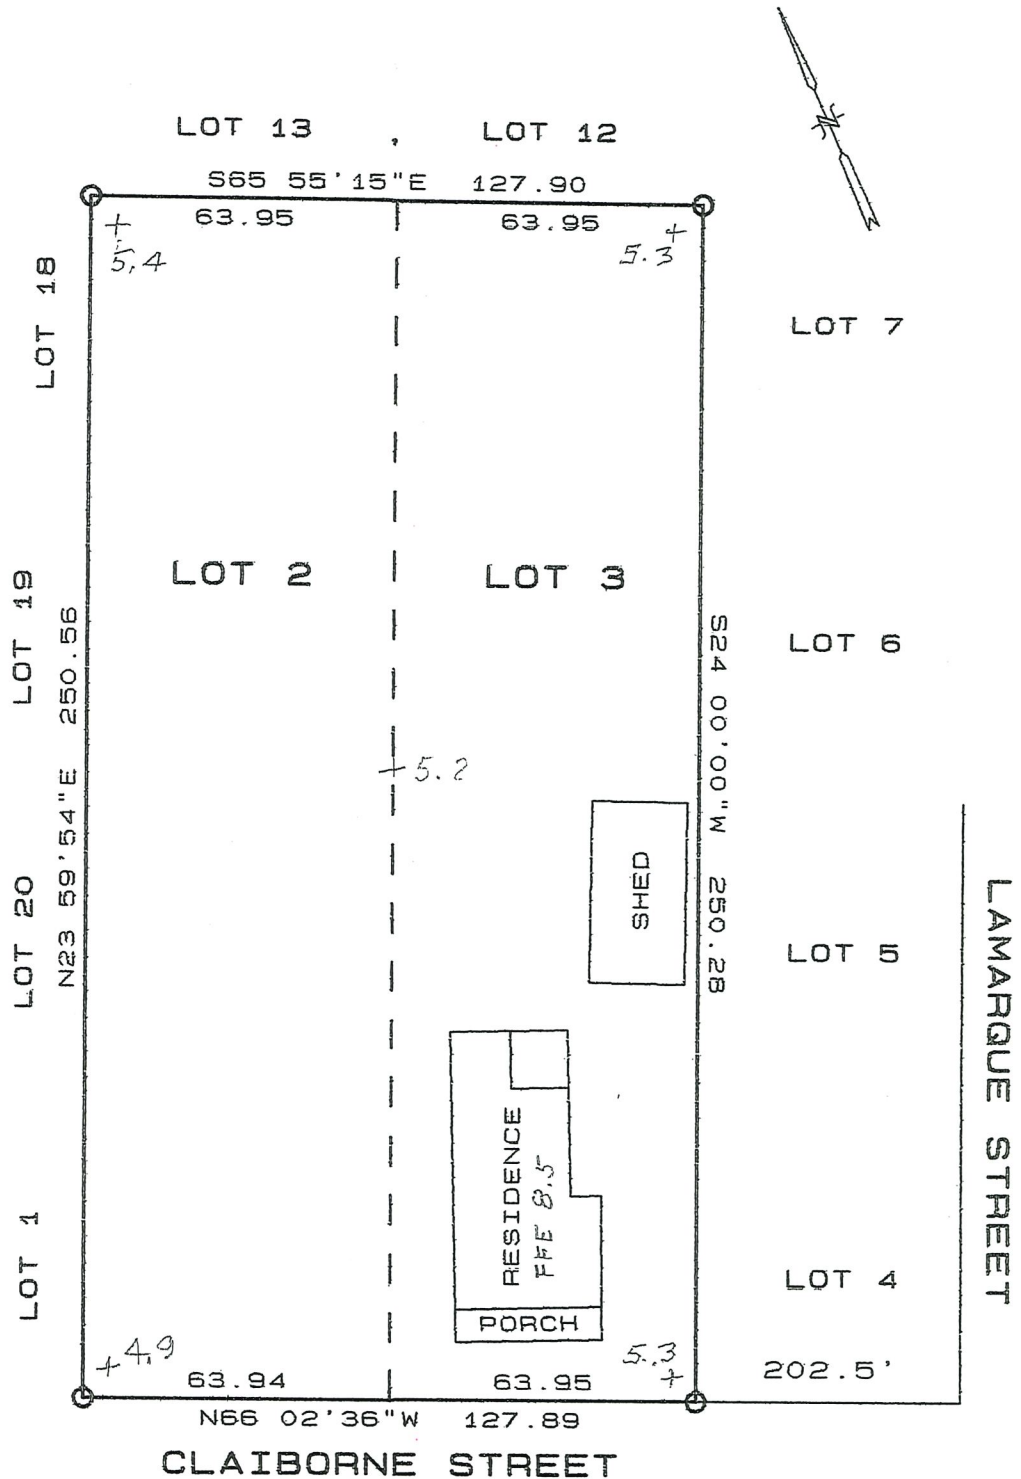 LOT 13
LOT 12
S65 55'15"E 127.90
63.95
63.95
5.4
5.3
LOT 18
LOT 7
LOT 2
LOT 3
LOT 19
N23 59'54"E 250.56
S24 00'00"W 250.28
LOT 6
5.2
SHED
LOT 20
LOT 5
LAMARQUE STREET
RESIDENCE
FFE 8.5
LOT 1
LOT 4
PORCH
4.9
5.3
63.94
63.95
202.5'
N66 02'36"W 127.89
CLAIBORNE STREET